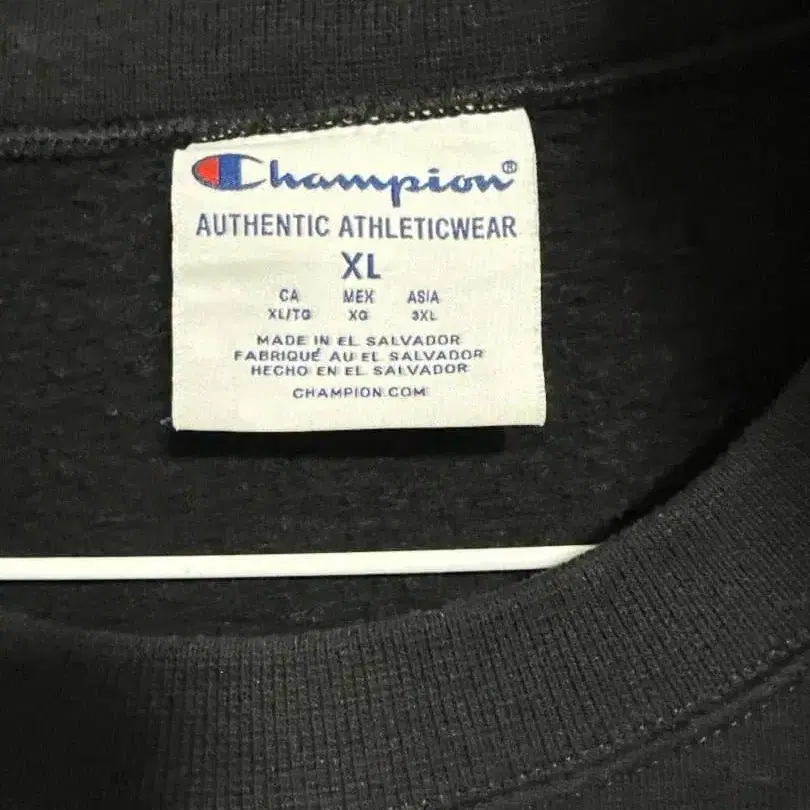 Champion®
AUTHENTIC ATHLETICWEAR
XL
CA MEX ASIA
XL/TG XG 3XL
MADE IN EL SALVADOR
FABRIQUÉ AU EL SALVADOR
HECHO EN EL SALVADOR
CHAMPION.COM